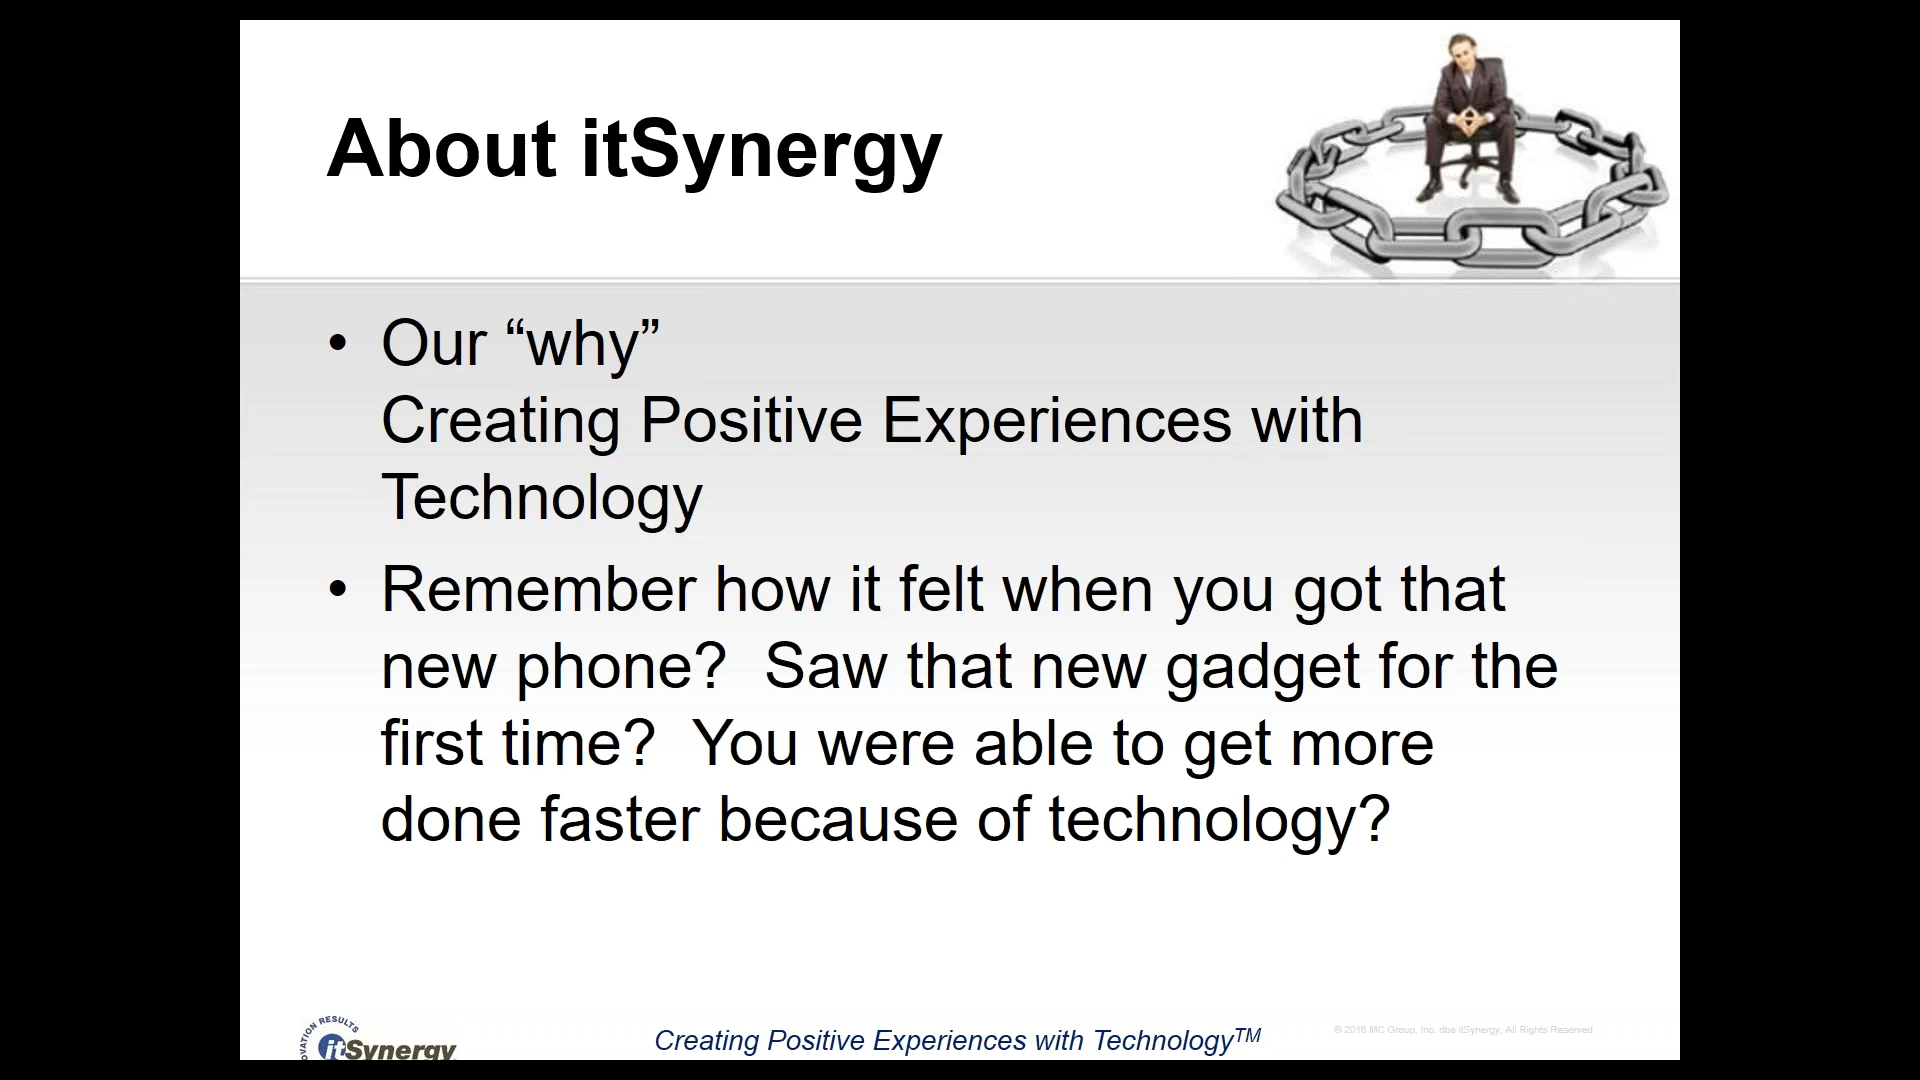 About itSynergy
• Our “why”
Creating Positive Experiences with
Technology
• Remember how it felt when you got that
new phone?  Saw that new gadget for the
first time?  You were able to get more
done faster because of technology?
RESULTS
itSynergy
Creating Positive Experiences with Technology™
© 2016 MC Group, Inc. dba itSynergy, All Rights Reserved